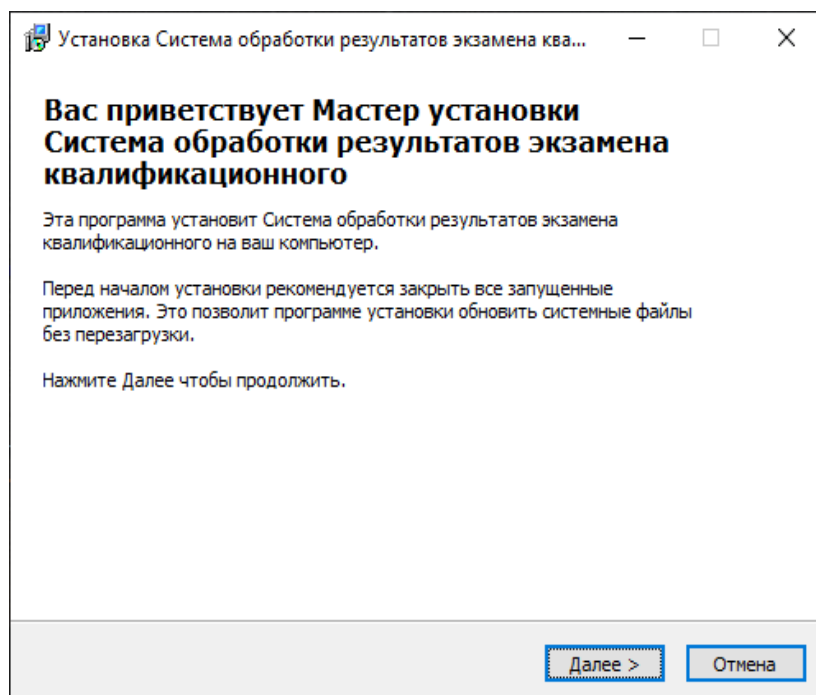 Установка Система обработки результатов экзамена ква...
Вас приветствует Мастер установки
Система обработки результатов экзамена
квалификационного
Эта программа установит Система обработки результатов экзамена
квалификационного на ваш компьютер.
Перед началом установки рекомендуется закрыть все запущенные
приложения. Это позволит программе установки обновить системные файлы
без перезагрузки.
Нажмите Далее чтобы продолжить.
Далее > Отмена